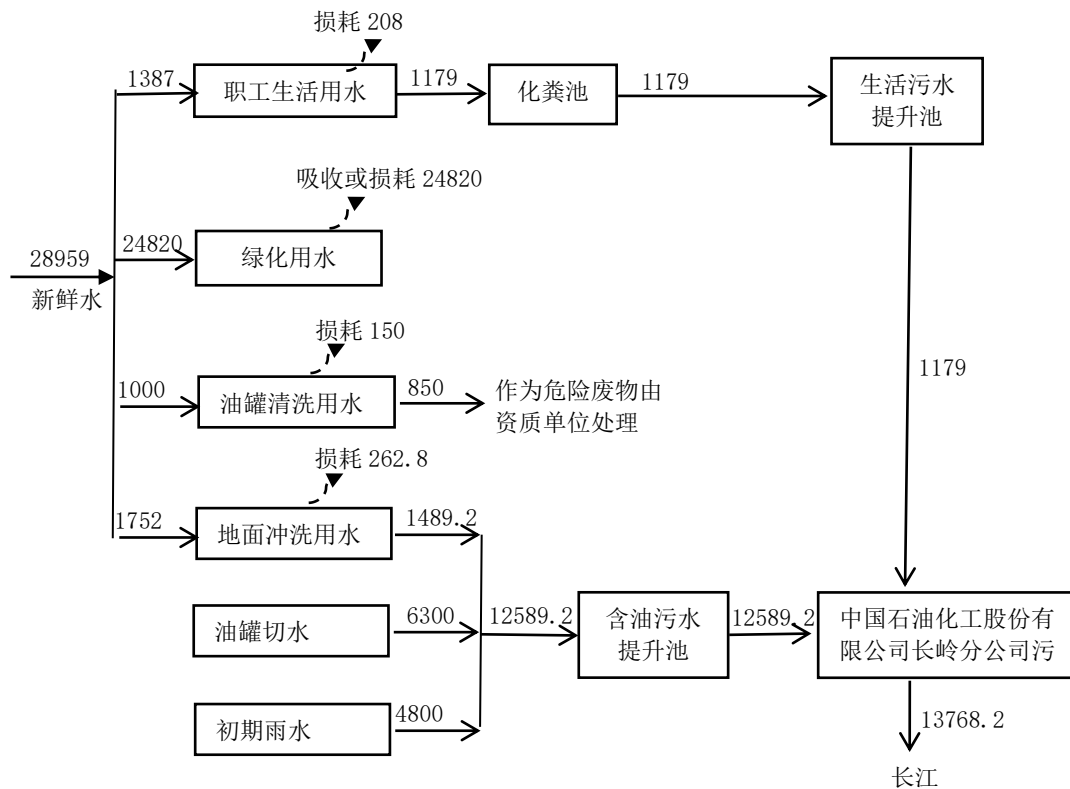 损耗 208
1387
职工生活用水
1179
化粪池
1179
生活污水
提升池
吸收或损耗 24820
28959
新鲜水
24820
绿化用水
1179
损耗 150
1000
油罐清洗用水
850
作为危险废物由
资质单位处理
损耗 262.8
1752
地面冲洗用水
1489.2
油罐切水
6300
12589.2
含油污水
提升池
12589.2
中国石油化工股份有
限公司长岭分公司污
初期雨水
4800
13768.2
长江